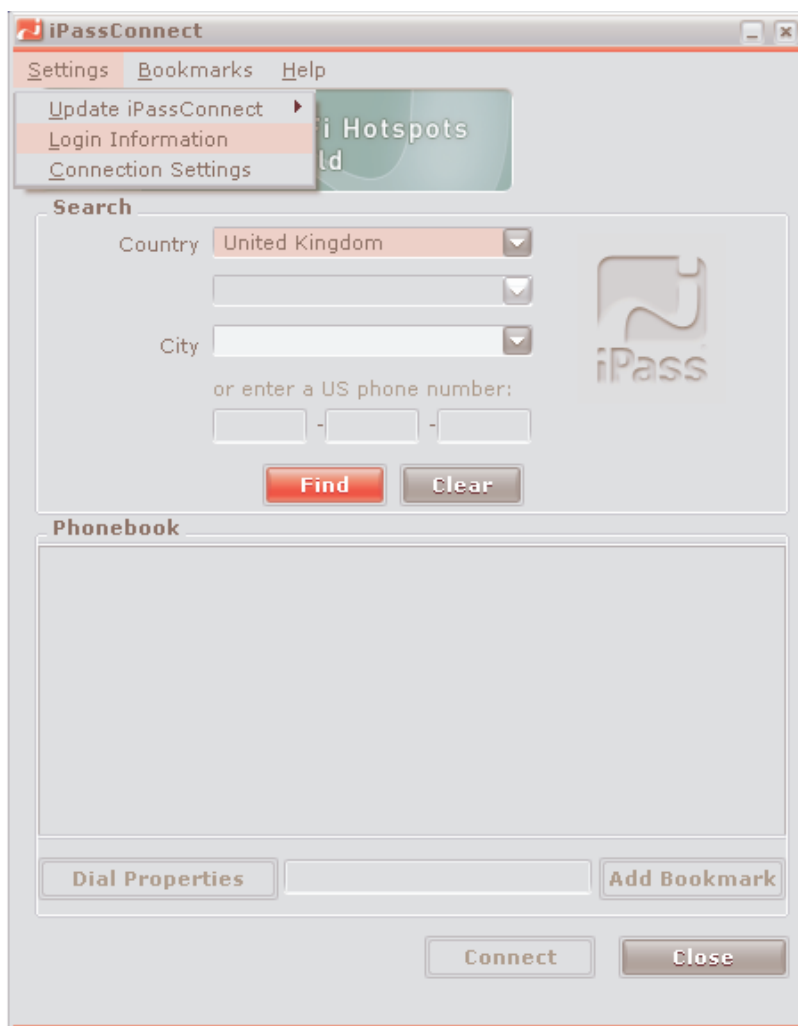 iPassConnect
Settings Bookmarks Help
Update iPassConnect
Login Information
Connection Settings
i Hotspots
ld
Search
Country United Kingdom
City
iPass
or enter a US phone number:
- -
Find Clear
Phonebook
Dial Properties Add Bookmark
Connect Close